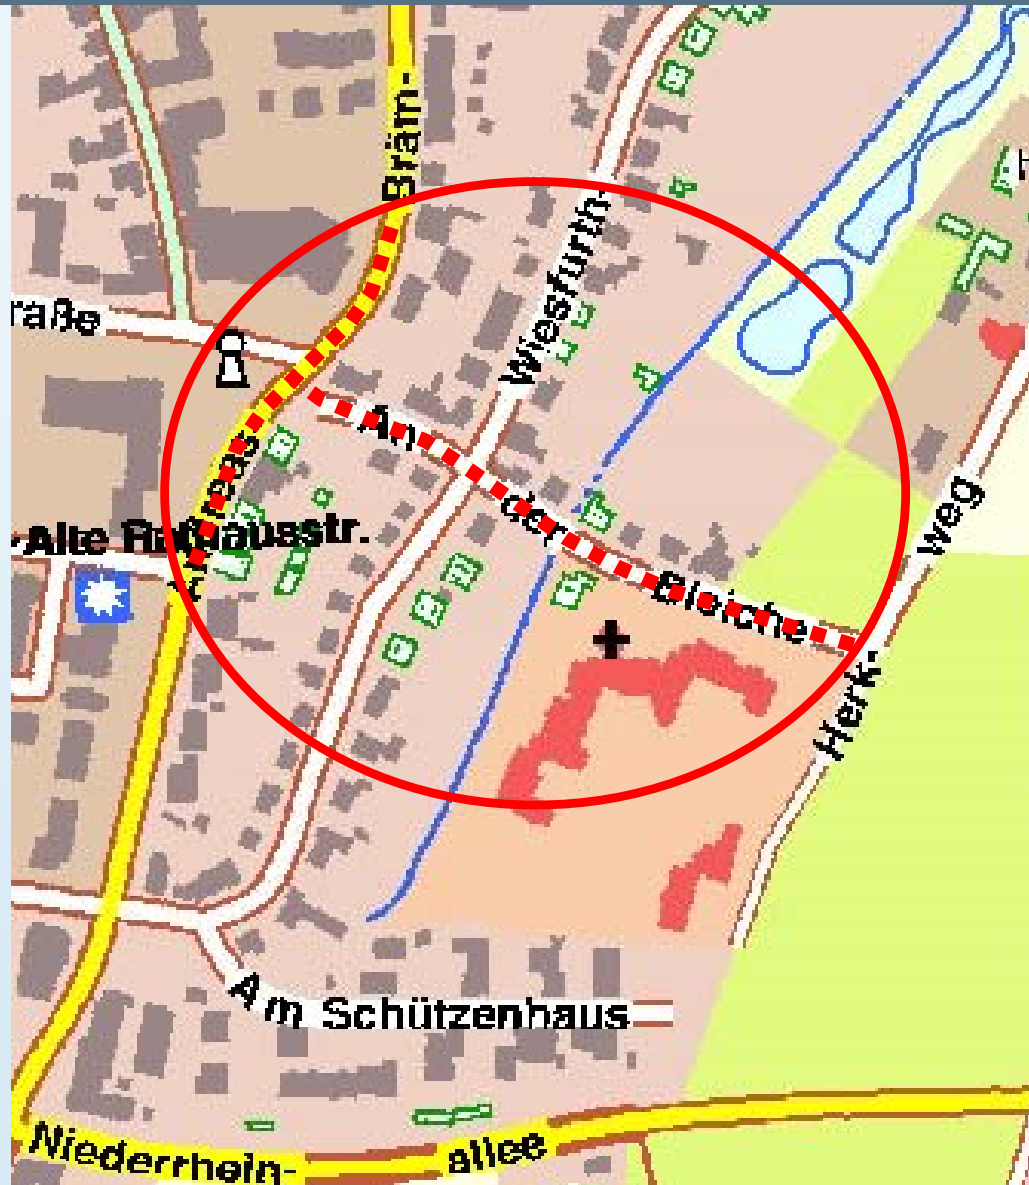 Bräm-
Wiesfurth-
raße
An
der
Bleiche
Alte Rathausstr.
weg
Herk-
Am Schützenhaus
Niederrhein-
allee